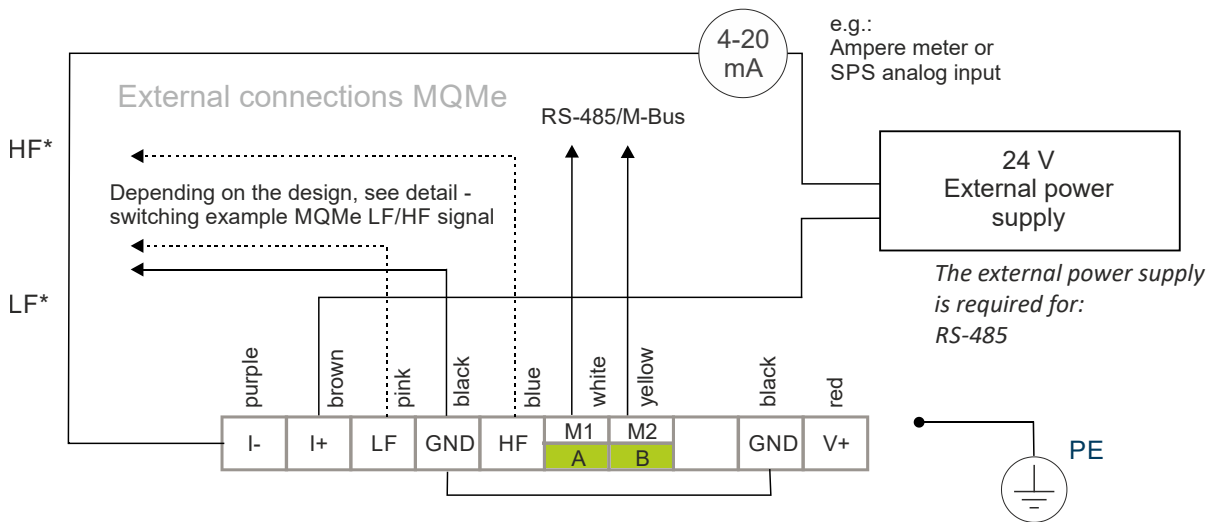 4-20
mA
e.g.:
Ampere meter or
SPS analog input
External connections MQMe
RS-485/M-Bus
HF*
24 V
External power
supply
Depending on the design, see detail -
switching example MQMe LF/HF signal
The external power supply
is required for:
RS-485
LF*
purple
brown
pink
black
blue
white
yellow
black
red
I-
I+
LF
GND
HF
M1
A
M2
B
GND
V+
PE